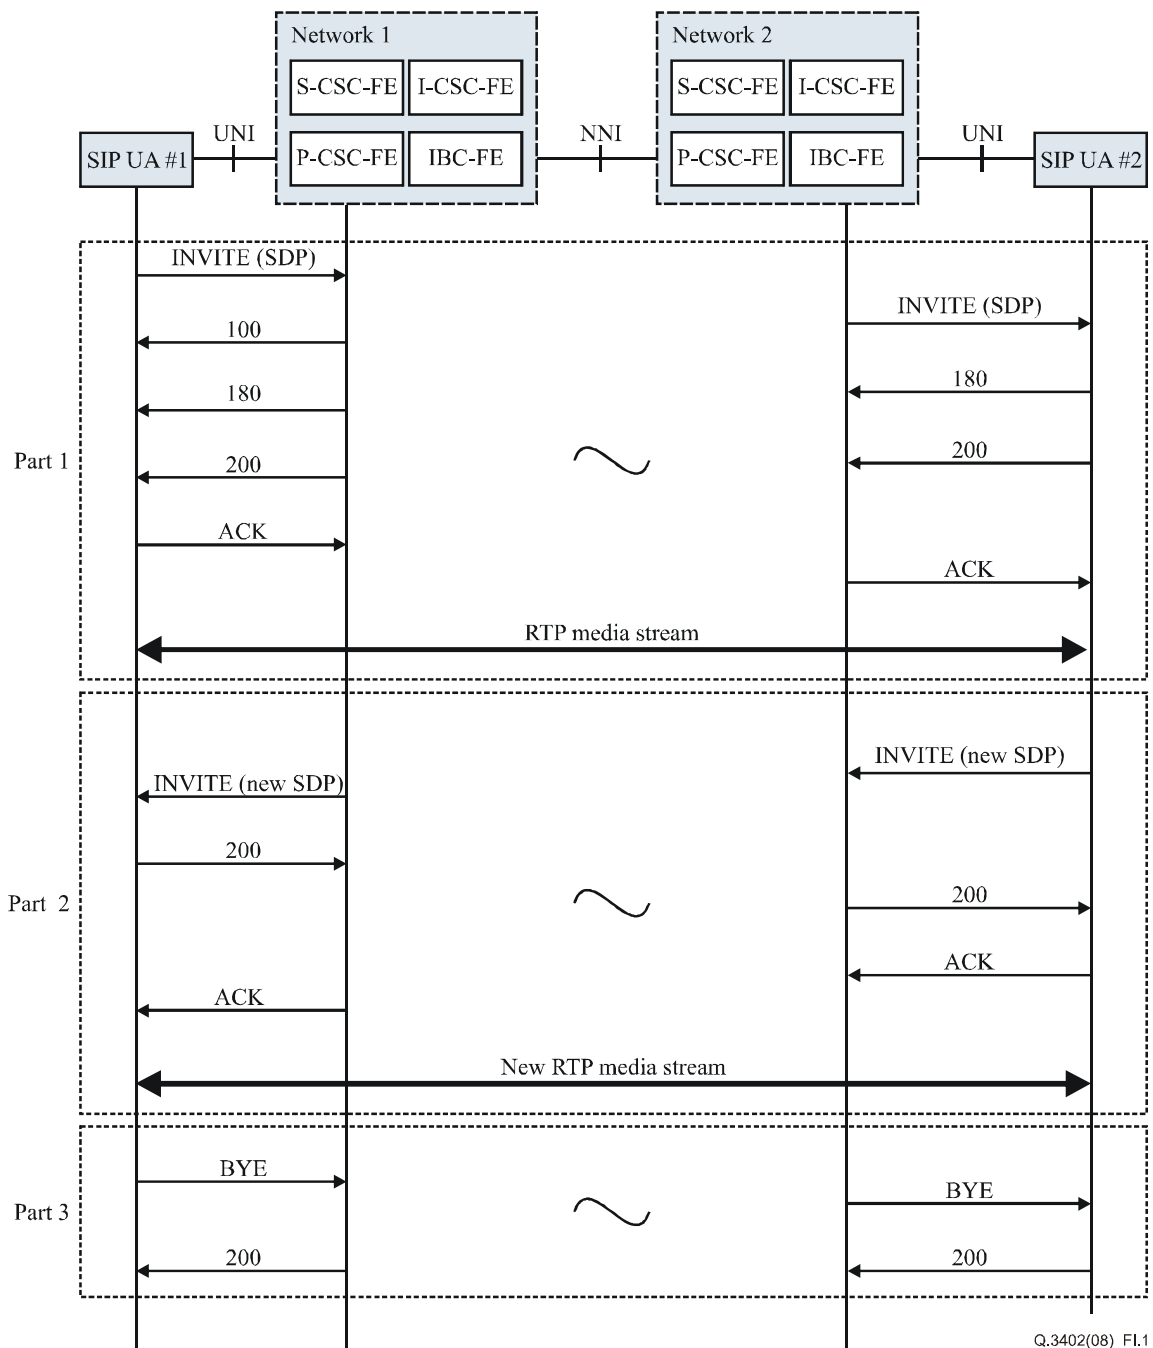 Network 1
Network 2
S-CSC-FE I-CSC-FE
S-CSC-FE I-CSC-FE
UNI
NNI
UNI
SIP UA #1
P-CSC-FE IBC-FE
P-CSC-FE IBC-FE
SIP UA #2
INVITE (SDP)
INVITE (SDP)
100
180
180
200
200
Part 1
ACK
ACK
RTP media stream
INVITE (new SDP)
INVITE (new SDP)
200
200
Part 2
ACK
ACK
New RTP media stream
BYE
BYE
Part 3
200
200
Q.3402(08)_FI.1